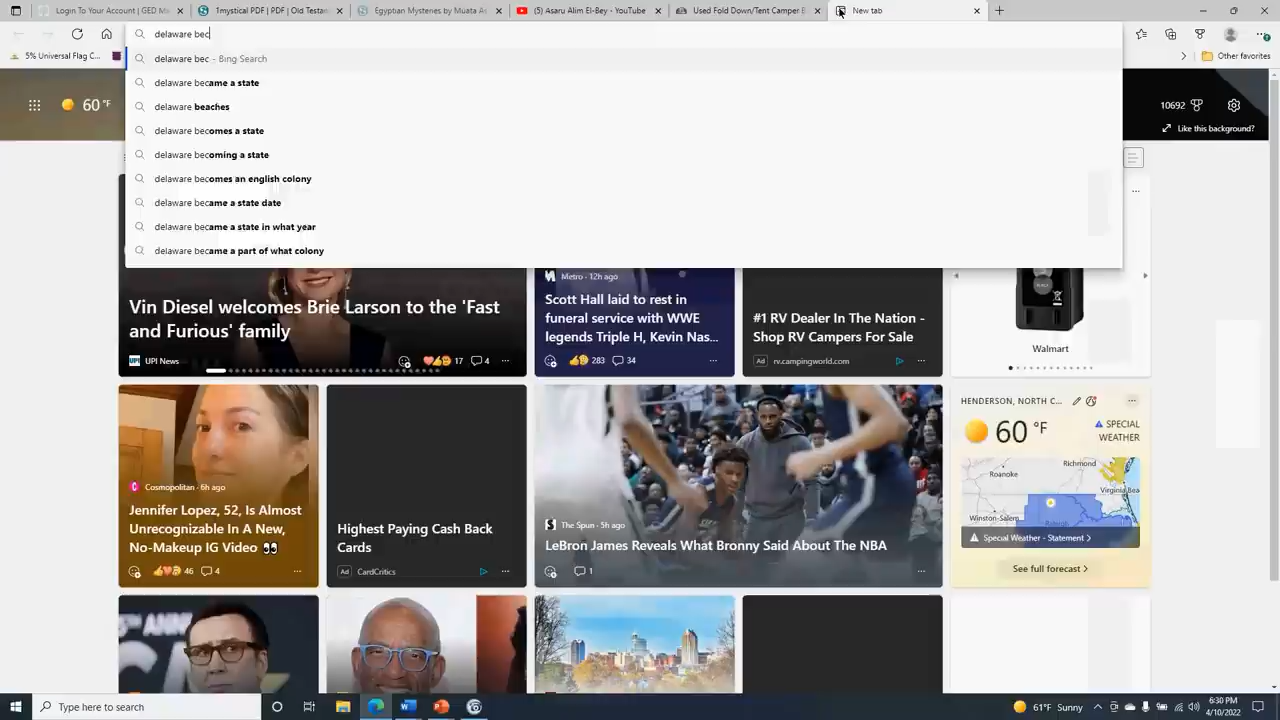 Login To Your Account | GED Me
1mystical PDF | PDF | Old Testam
Egyptian Mysteries by Muata As
(5) Asaru Alim El-Bey - YouTube
Used Fold Down/Tent Camper E
New tab
delaware bec
5% Universal Flag C...
Other favorites
delaware bec - Bing Search
delaware became a state
delaware beaches
delaware becomes a state
delaware becoming a state
delaware becomes an english colony
delaware became a state date
delaware became a state in what year
delaware became a part of what colony
60 °F
10692
Like this background?
Vin Diesel welcomes Brie Larson to the 'Fast
and Furious' family
UPI News
17
4
Metro · 12h ago
Scott Hall laid to rest in
funeral service with WWE
legends Triple H, Kevin Nas...
283
34
#1 RV Dealer In The Nation -
Shop RV Campers For Sale
Ad
rv.campingworld.com
Walmart
Cosmopolitan · 6h ago
Jennifer Lopez, 52, Is Almost
Unrecognizable In A New,
No-Makeup IG Video 👀
46
4
Highest Paying Cash Back
Cards
Ad
CardCritics
The Spun · 5h ago
LeBron James Reveals What Bronny Said About The NBA
1
HENDERSON, NORTH C...
60 °F
SPECIAL
WEATHER
Roanoke
Richmond
Virginia Bea
Winston-Salem
Raleigh
Special Weather - Statement >
See full forecast >
Type here to search
61°F Sunny
6:30 PM
4/10/2022